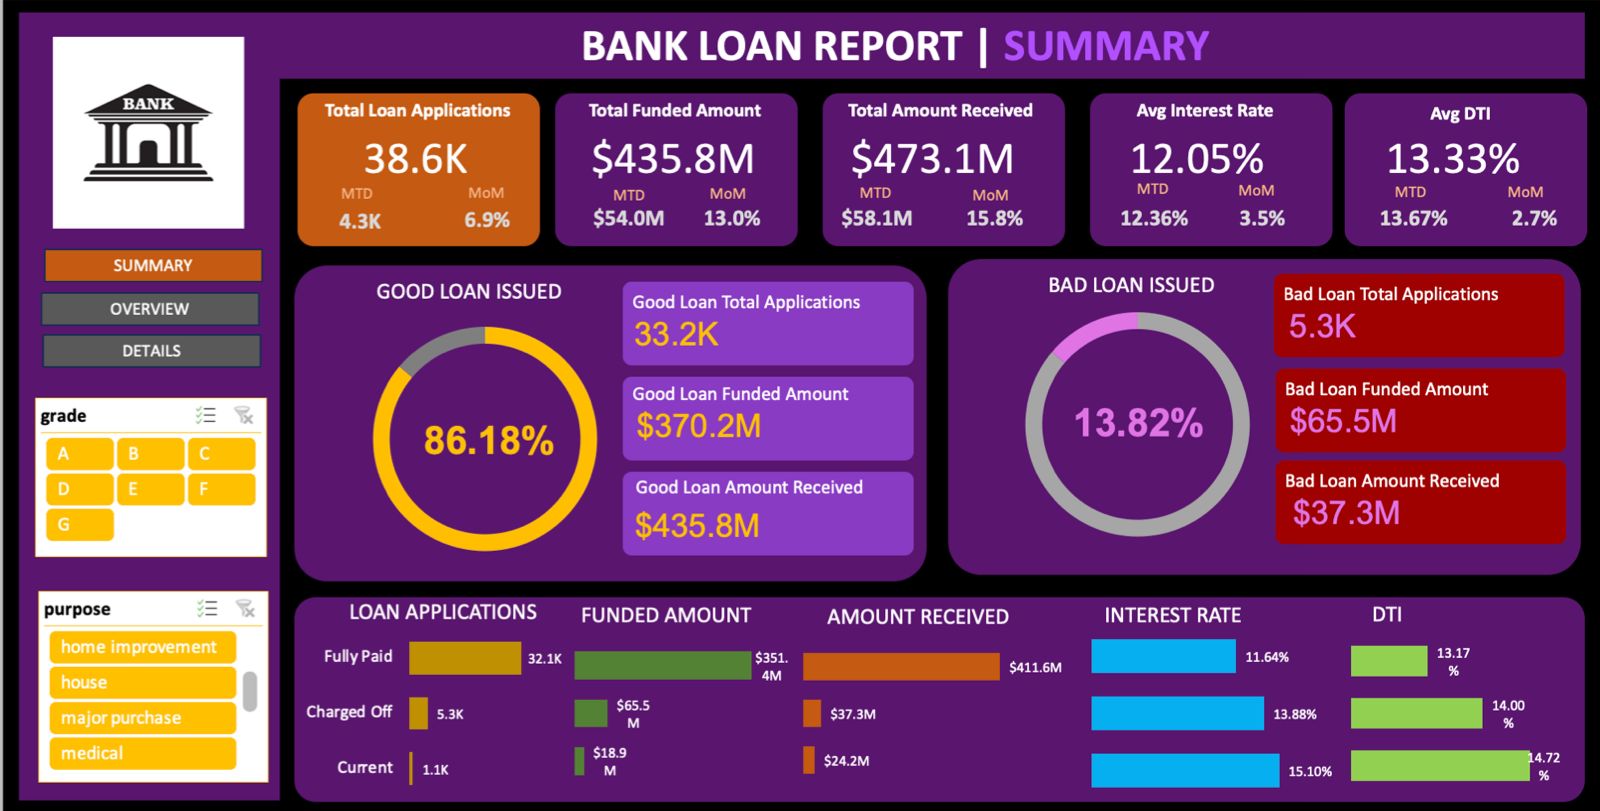 BANK LOAN REPORT | SUMMARY
BANK
SUMMARY
OVERVIEW
DETAILS
grade
A B C
D E F
G
purpose
home improvement
house
major purchase
medical
Total Loan Applications
38.6K
MTD MoM
4.3K 6.9%
Total Funded Amount
$435.8M
MTD MoM
$54.0M 13.0%
Total Amount Received
$473.1M
MTD MoM
$58.1M 15.8%
Avg Interest Rate
12.05%
MTD MoM
12.36% 3.5%
Avg DTI
13.33%
MTD MoM
13.67% 2.7%
GOOD LOAN ISSUED
86.18%
Good Loan Total Applications
33.2K
Good Loan Funded Amount
$370.2M
Good Loan Amount Received
$435.8M
BAD LOAN ISSUED
13.82%
Bad Loan Total Applications
5.3K
Bad Loan Funded Amount
$65.5M
Bad Loan Amount Received
$37.3M
LOAN APPLICATIONS
Fully Paid 32.1K
Charged Off 5.3K
Current 1.1K
FUNDED AMOUNT
$351.
4M
$65.5
M
$18.9
M
AMOUNT RECEIVED
$411.6M
$37.3M
$24.2M
INTEREST RATE
11.64%
13.88%
15.10%
DTI
13.17
%
14.00
%
14.72
%